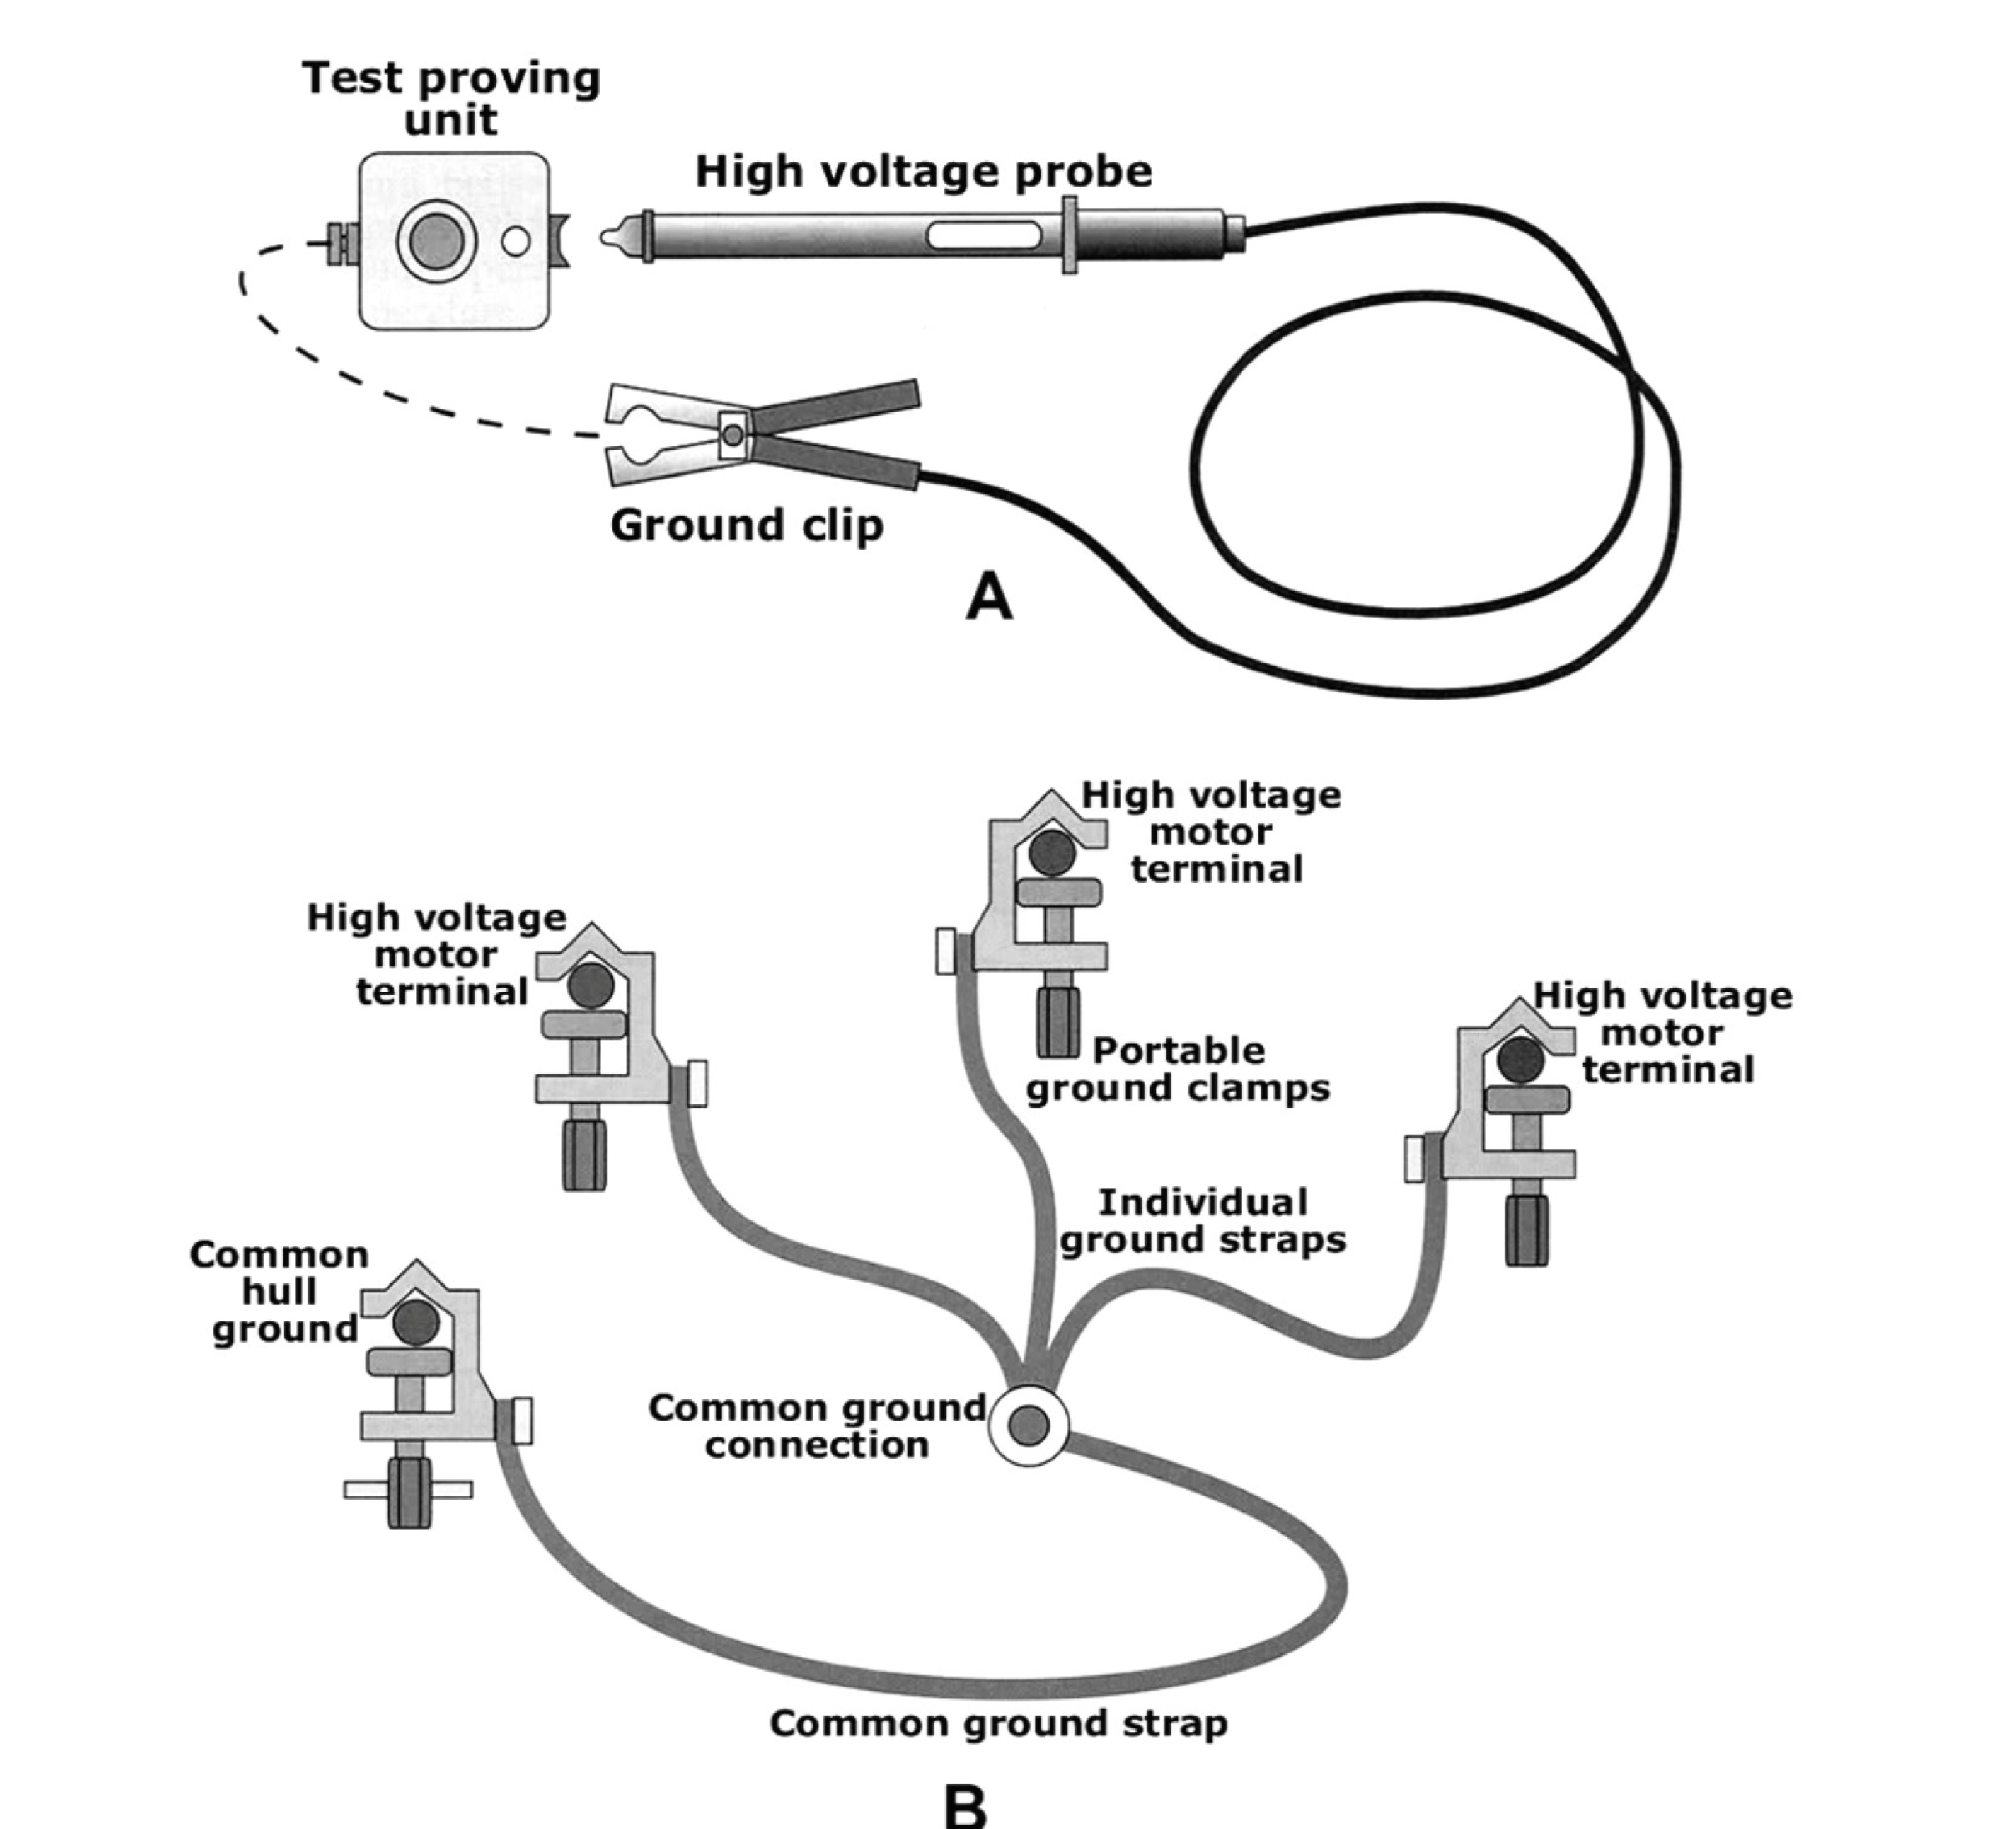 Test proving
unit
High voltage probe
Ground clip
A
High voltage
motor
terminal
High voltage
motor
terminal
High voltage
motor
terminal
Portable
ground clamps
Individual
ground straps
Common
hull
ground
Common ground
connection
Common ground strap
B